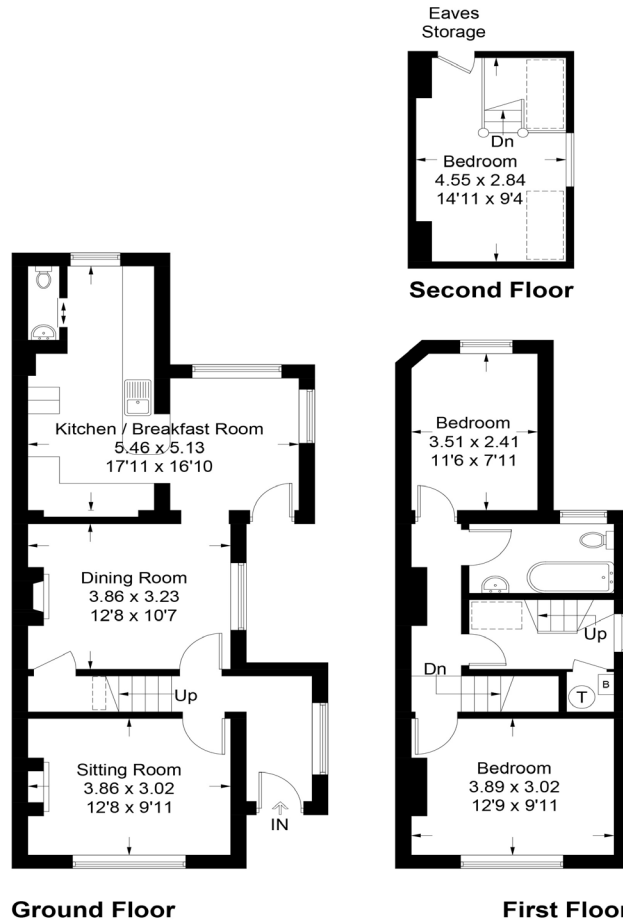 Eaves
Storage
Dn
Bedroom
4.55 x 2.84
14'11 x 9'4
Second Floor
Kitchen / Breakfast Room
5.46 x 5.13
17'11 x 16'10
Bedroom
3.51 x 2.41
11'6 x 7'11
Dining Room
3.86 x 3.23
12'8 x 10'7
Up
Up
Dn
T
B
Sitting Room
3.86 x 3.02
12'8 x 9'11
IN
Bedroom
3.89 x 3.02
12'9 x 9'11
Ground Floor
First Floor